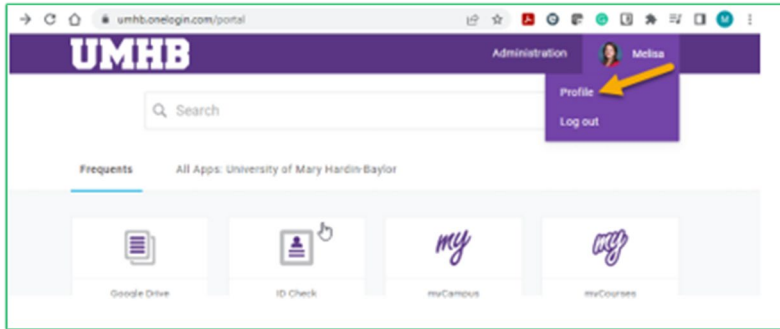 umhb.onelogin.com/portal
UMHB
Administration
Melisa
Profile
Log out
Search
Frequents
All Apps: University of Mary Hardin-Baylor
my
my
Google Drive
ID Check
myCampus
myCourses